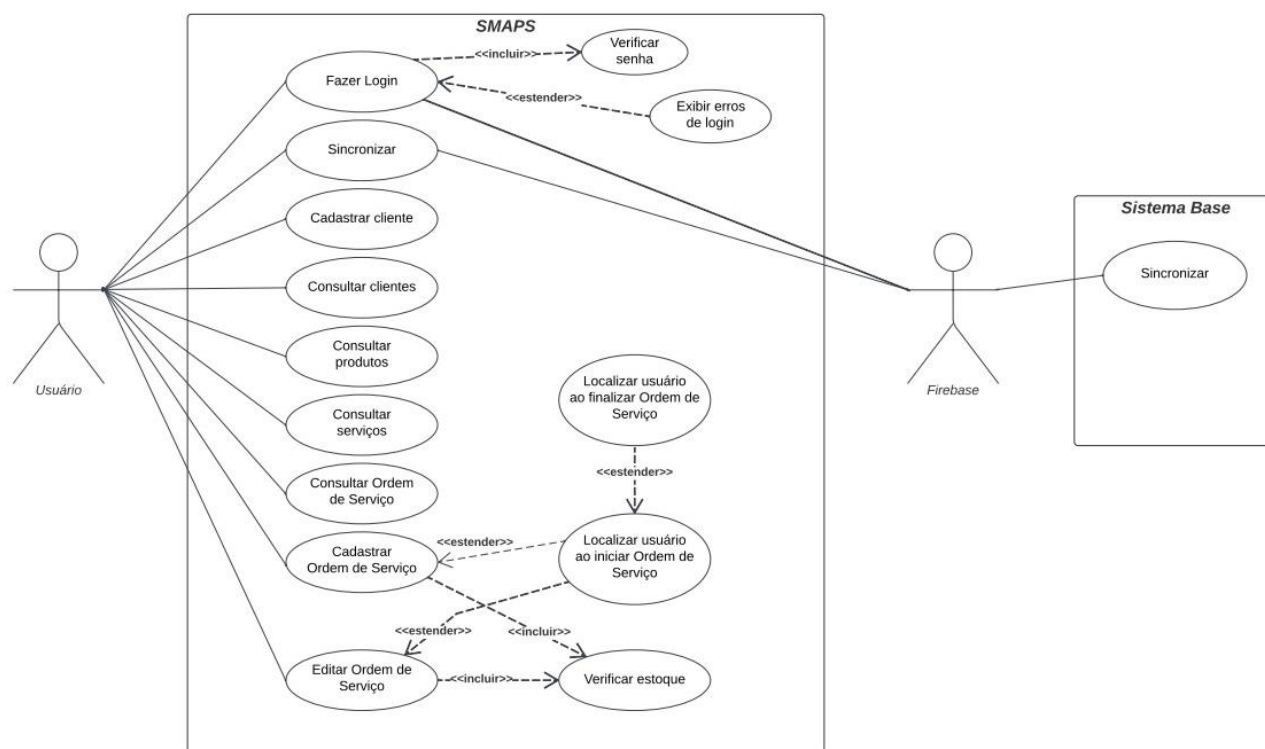 SMAPS
<<incluir>>
Verificar
senha
Fazer Login
<<estender>>
Exibir erros
de login
Sincronizar
Cadastrar cliente
Consultar clientes
Consultar
produtos
Consultar
serviços
Consultar Ordem
de Serviço
Cadastrar
Ordem de Serviço
Editar Ordem de
Serviço
Localizar usuário
ao finalizar Ordem de
Serviço
<<estender>>
Localizar usuário
ao iniciar Ordem de
Serviço
<<estender>>
<<estender>>
<<incluir>>
<<incluir>>
Verificar estoque
Usuário
Firebase
Sistema Base
Sincronizar